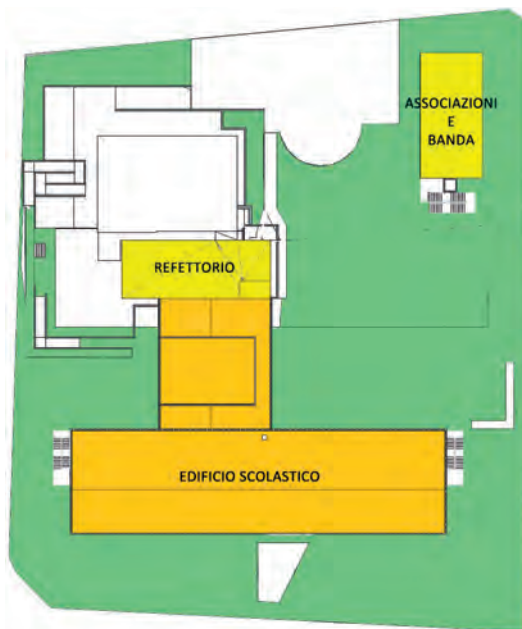 ASSOCIAZIONI
E
BANDA
REFETTORIO
EDIFICIO SCOLASTICO